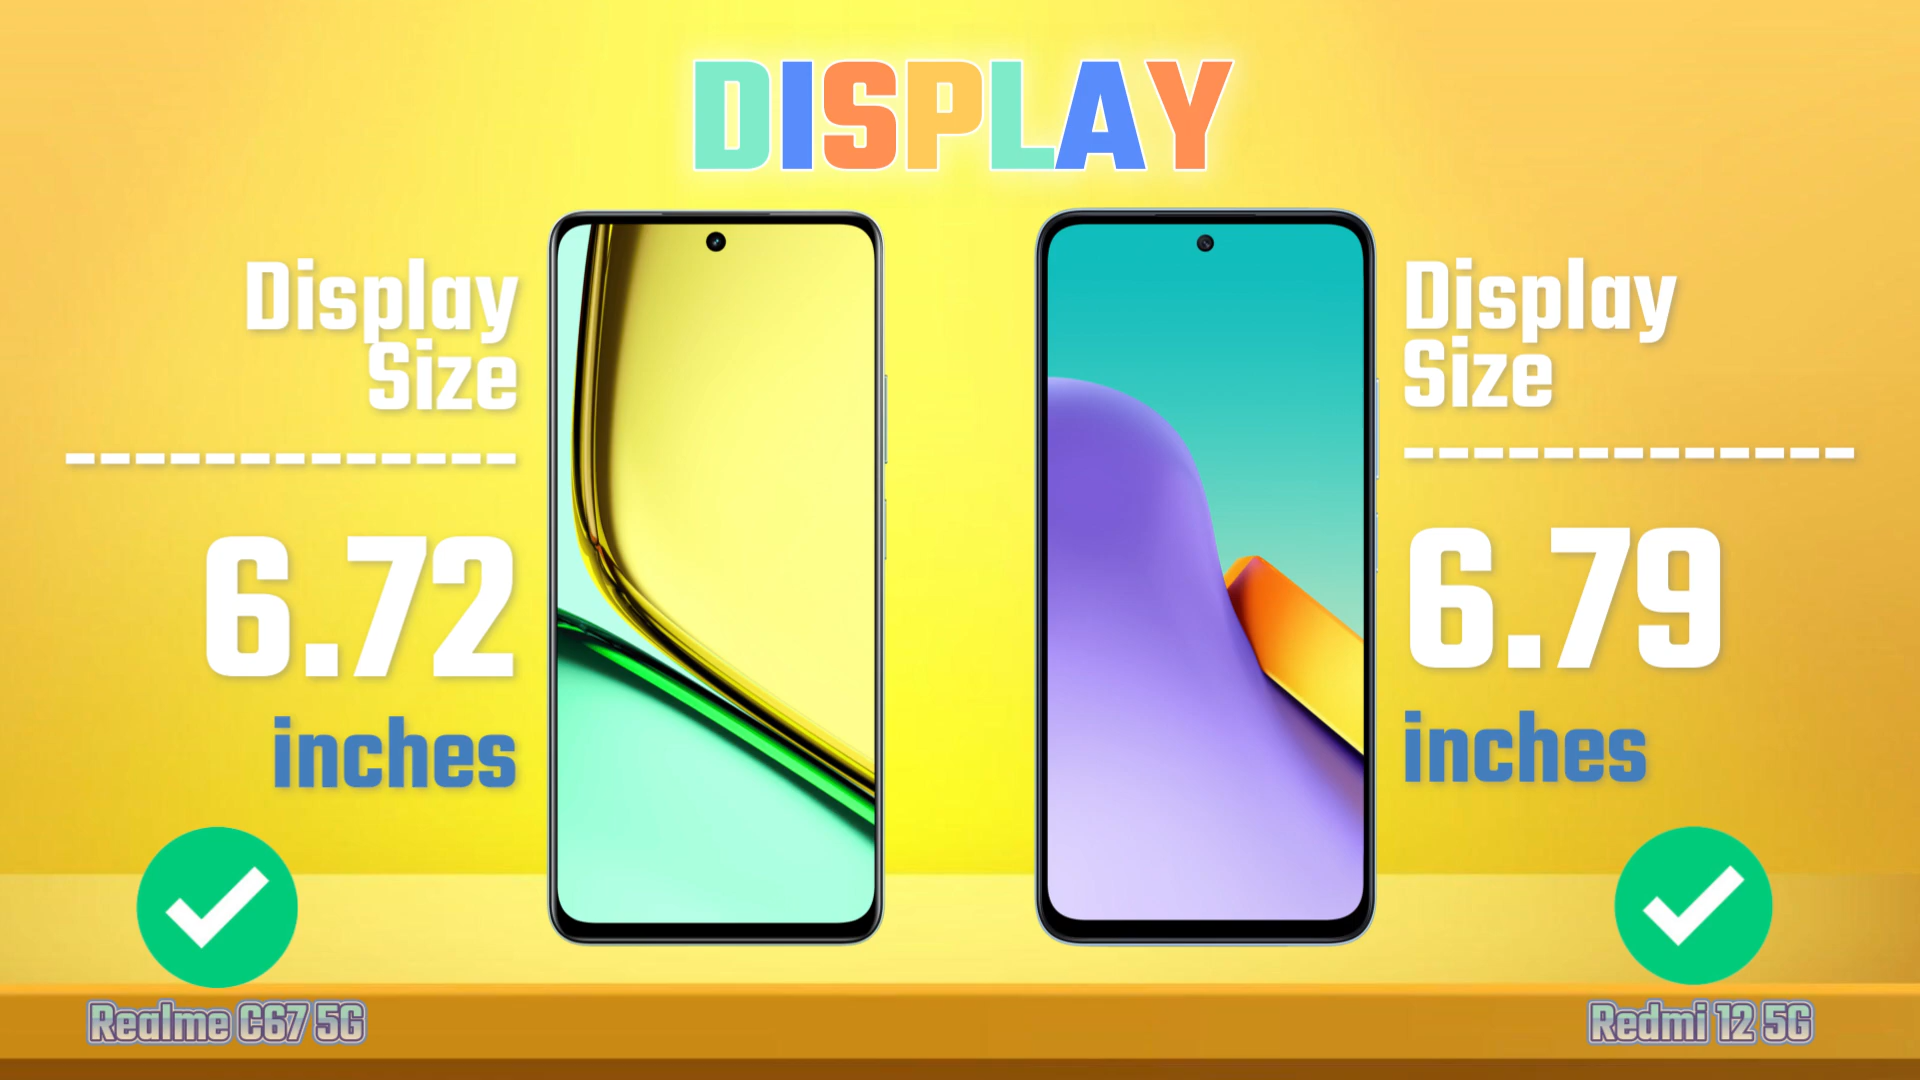 DISPLAY
Display
Size
6.72
inches
Realme C67 5G
Display
Size
6.79
inches
Redmi 12 5G